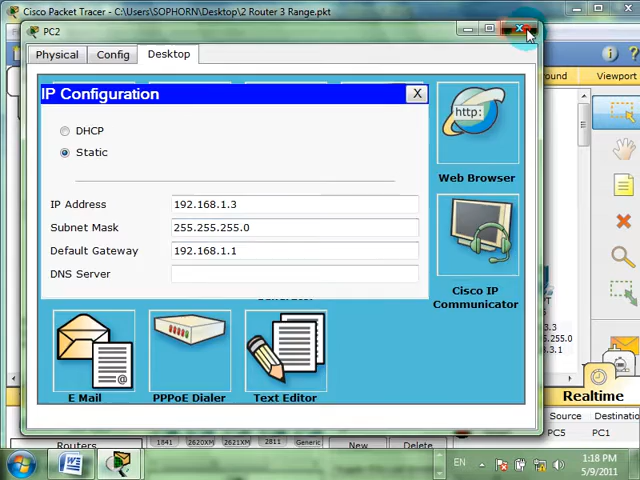 Cisco Packet Tracer - C:\Users\SOPHORN\Desktop\2 Router 3 Range.pkt
PC2
Physical
Config
Desktop
IP Configuration
X
DHCP
Static
IP Address
192.168.1.3
Subnet Mask
255.255.255.0
Default Gateway
192.168.1.1
DNS Server
http:
Web Browser
Cisco IP
Communicator
E Mail
PPPoE Dialer
Text Editor
Realtime
Source
Destinatio
PC5
PC1
Routers
1841
2620XM
2621XM
2811
Generic
New
Delete
EN
1:18 PM
5/9/2011